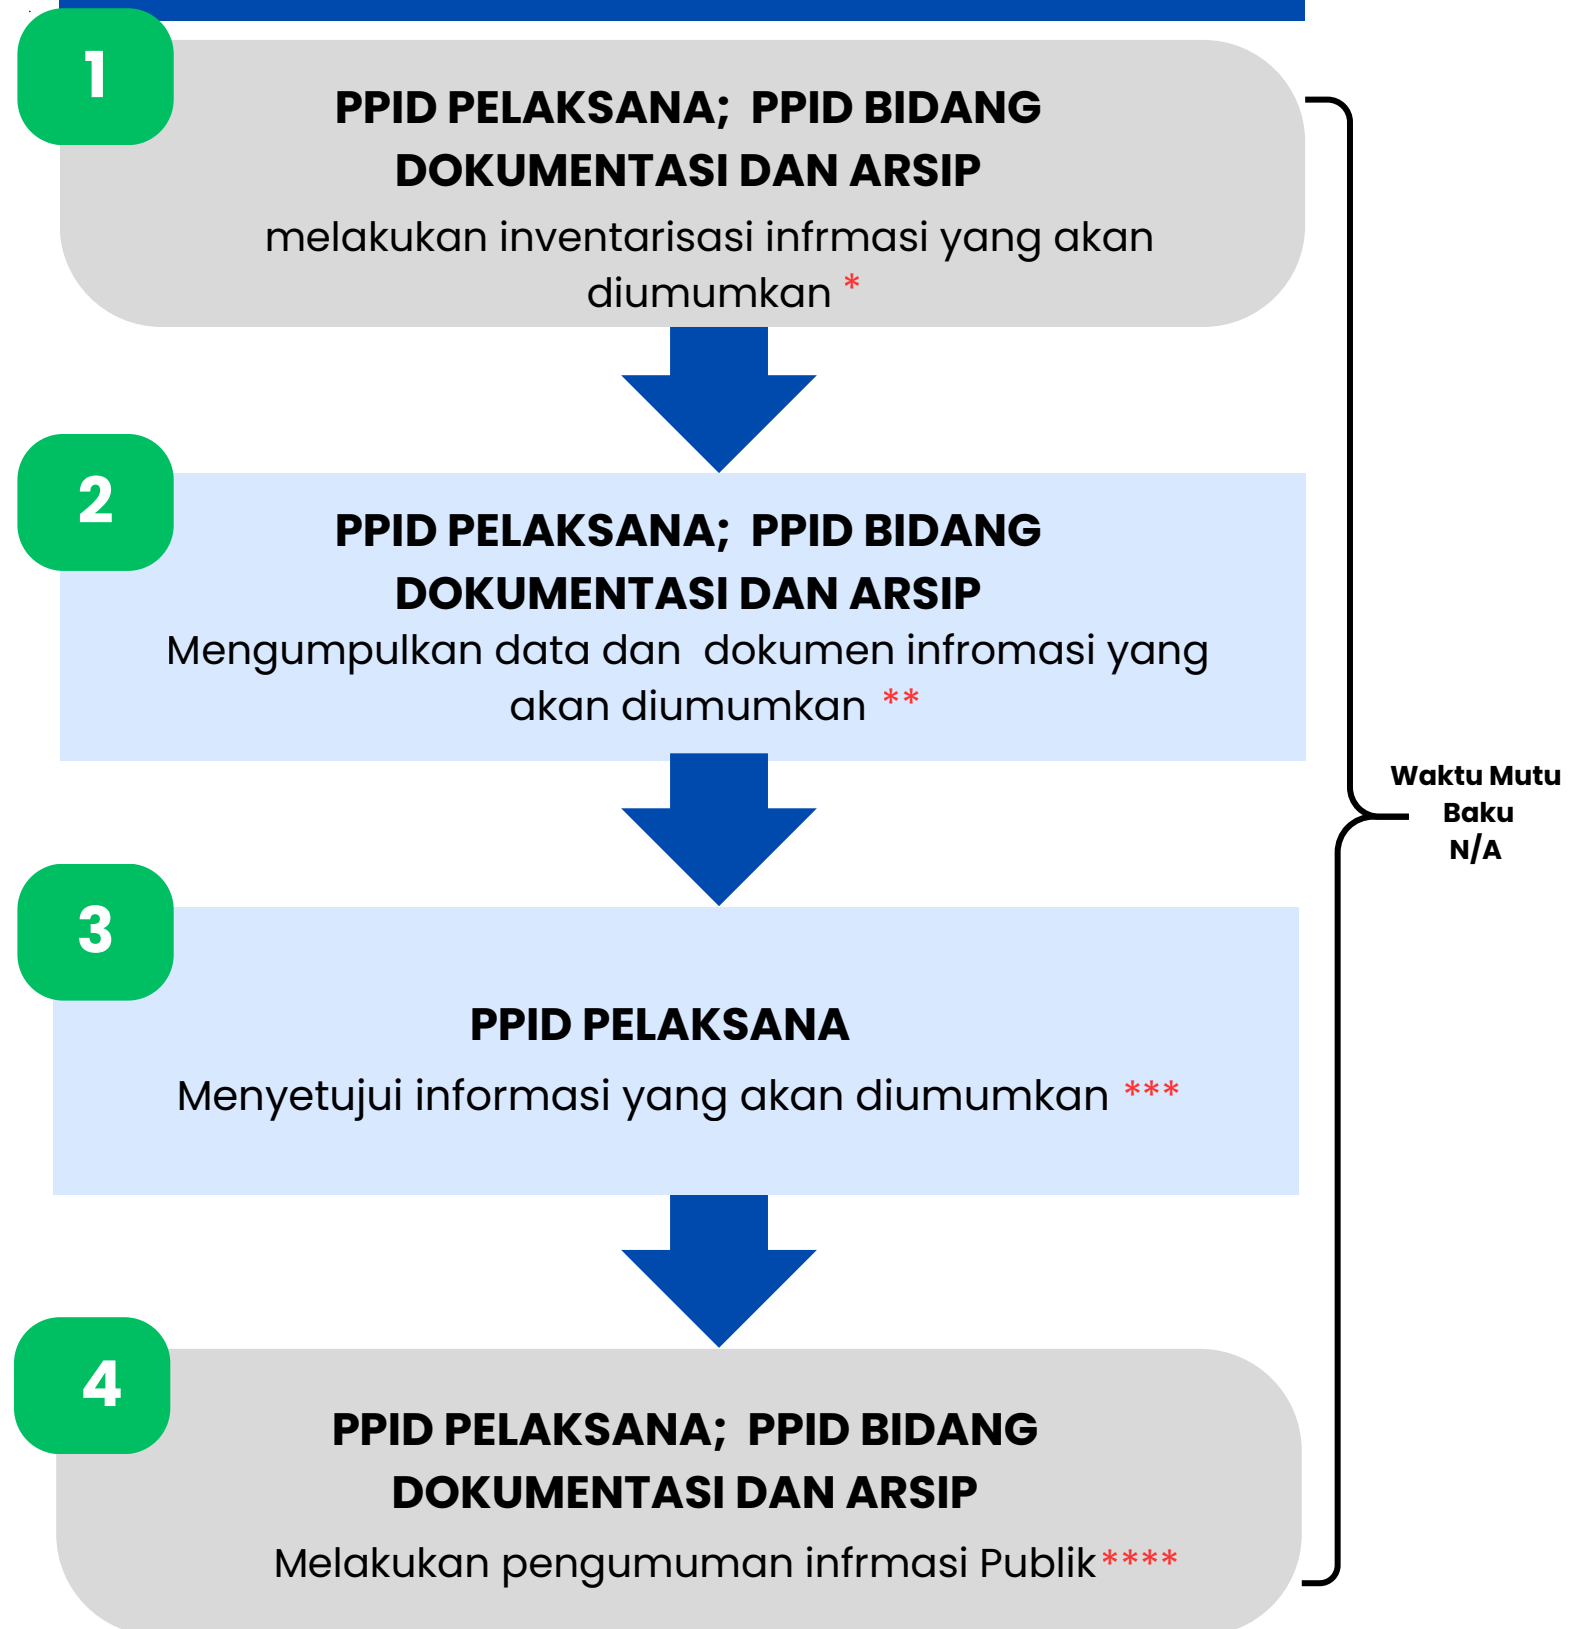 1
PPID PELAKSANA;  PPID BIDANG
DOKUMENTASI DAN ARSIP
melakukan inventarisasi infrmasi yang akan
diumumkan *
2
PPID PELAKSANA;  PPID BIDANG
DOKUMENTASI DAN ARSIP
Mengumpulkan data dan  dokumen infromasi yang
akan diumumkan **
Waktu Mutu
Baku
N/A
3
PPID PELAKSANA
Menyetujui informasi yang akan diumumkan ***
4
PPID PELAKSANA;  PPID BIDANG
DOKUMENTASI DAN ARSIP
Melakukan pengumuman infrmasi Publik****